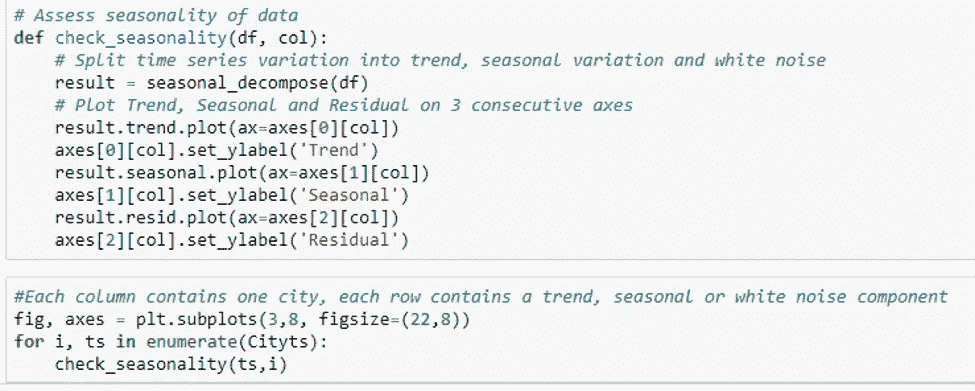 # Assess seasonality of data
def check_seasonality(df, col):
    # Split time series variation into trend, seasonal variation and white noise
    result = seasonal_decompose(df)
    # Plot Trend, Seasonal and Residual on 3 consecutive axes
    result.trend.plot(ax=axes[0][col])
    axes[0][col].set_ylabel('Trend')
    result.seasonal.plot(ax=axes[1][col])
    axes[1][col].set_ylabel('Seasonal')
    result.resid.plot(ax=axes[2][col])
    axes[2][col].set_ylabel('Residual')
#Each column contains one city, each row contains a trend, seasonal or white noise component
fig, axes = plt.subplots(3,8, figsize=(22,8))
for i, ts in enumerate(Cityts):
    check_seasonality(ts,i)